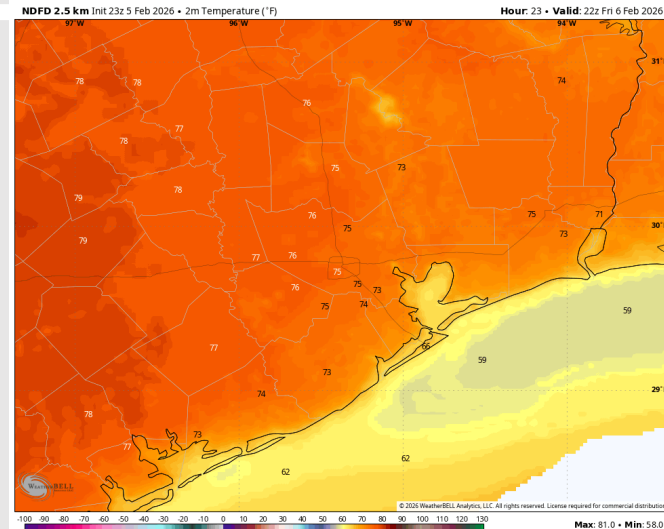 NDFD 2.5 km Init 23z 5 Feb 2026 • 2m Temperature (°F)
Hour: 23 • Valid: 22z Fri 6 Feb 2026
97°W 96°W 95°W 94°W
31°
78 78 74
76
77
78
75 73
78
79 76 75 71
30°
75 73
79
77 76
75
76 75 73
75 74
59
77 66
59
73
29°
74
78
73
77
62
62
WEATHERBELL
© 2026 WeatherBELL Analytics, LLC. All rights reserved. License required for commercial distributio
-100 -90 -80 -70 -60 -50 -40 -30 -20 -10 0 10 20 30 40 50 60 70 80 90 100 110 120 130
Max: 81.0 • Min: 58.0